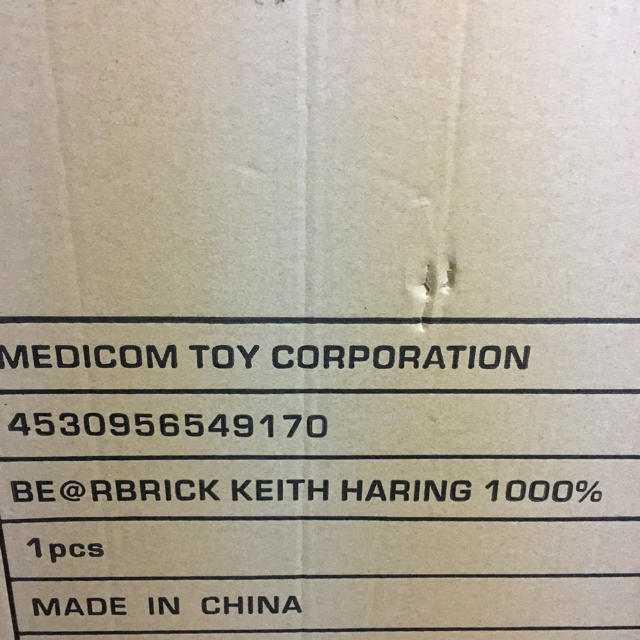 MEDICOM TOY CORPORATION
4530956549170
BE@RBRICK KEITH HARING 1000%
1pcs
MADE IN CHINA